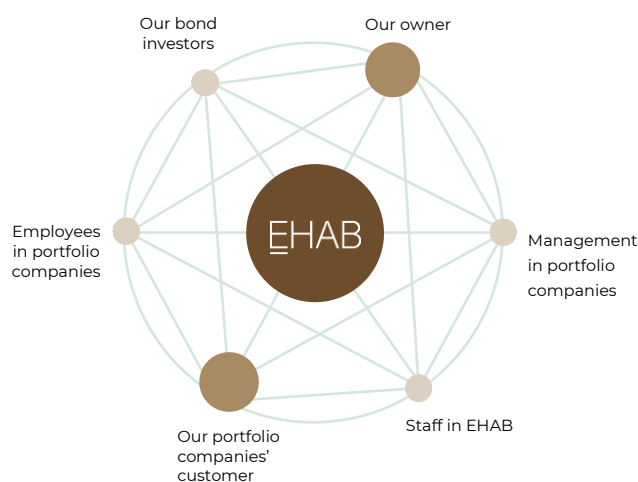 Our bond
investors
Our owner
Employees
in portfolio
companies
EHAB
Management
in portfolio
companies
Our portfolio
companies’
customer
Staff in EHAB